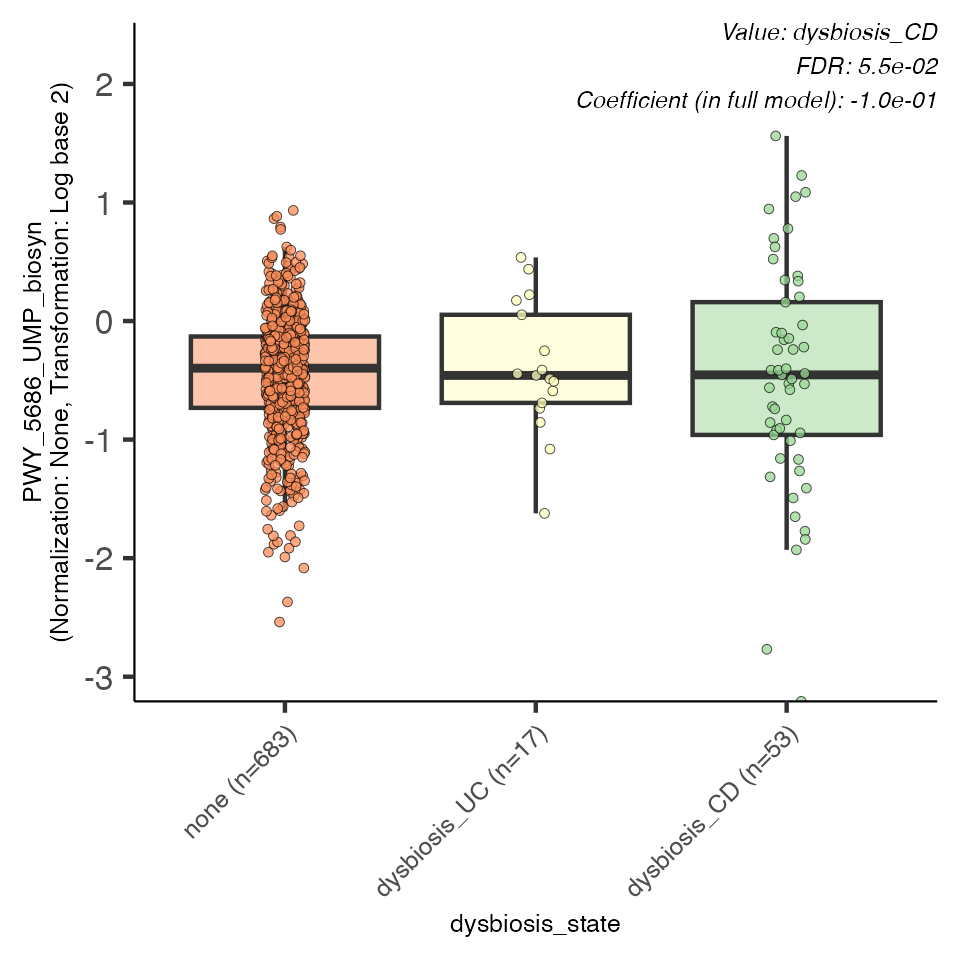 Value: dysbiosis_CD
FDR: 5.5e-02
Coefficient (in full model): -1.0e-01
PWY_5686_UMP_biosyn
(Normalization: None, Transformation: Log base 2)
2
1
0
-1
-2
-3
none (n=683)
dysbiosis_UC (n=17)
dysbiosis_CD (n=53)
dysbiosis_state